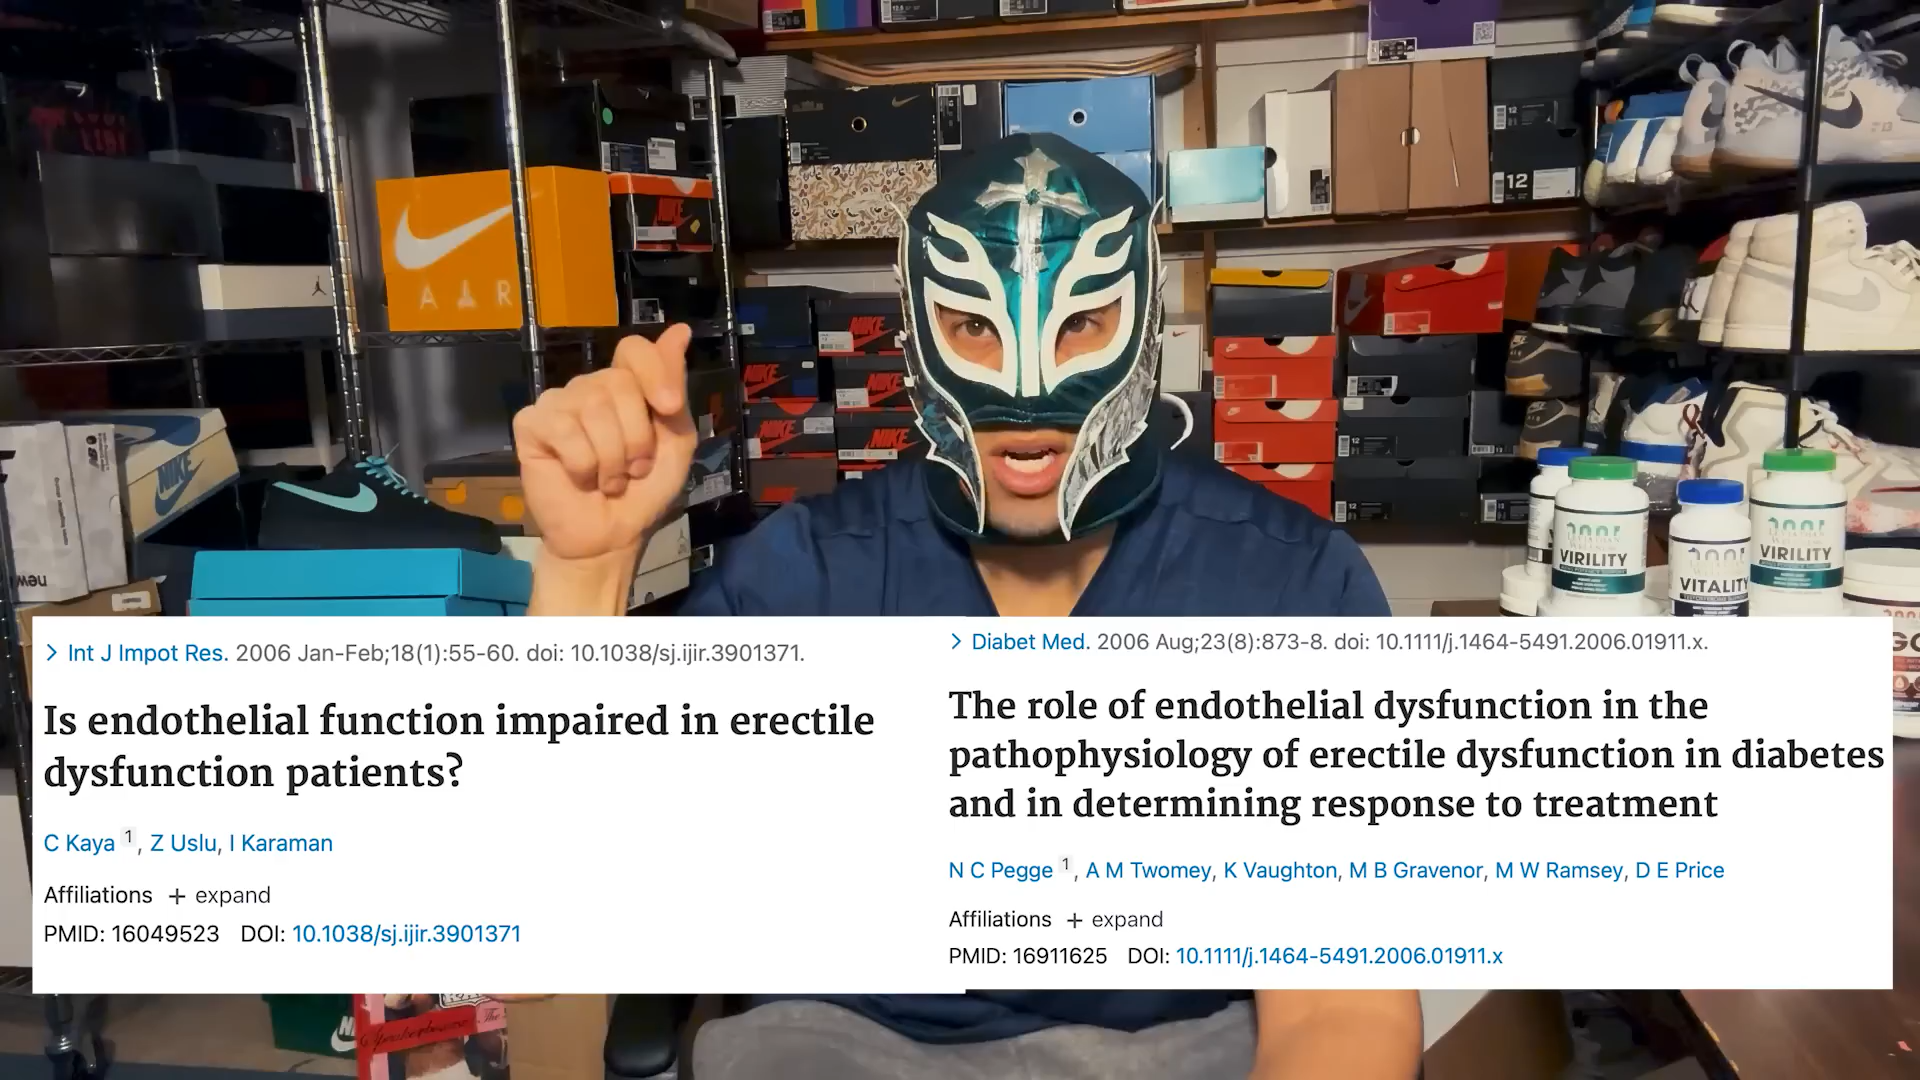 AIR
NIKE
NIKE
NIKE
NIKE
NIKE
NIKE
NIKE
NIKE
12
12
new
VIRILITY
VITALITY
VIRILITY
> Int J Impot Res. 2006 Jan-Feb;18(1):55-60. doi: 10.1038/sj.ijir.3901371.
Is endothelial function impaired in erectile
dysfunction patients?
C Kaya 1, Z Uslu, I Karaman
Affiliations + expand
PMID: 16049523 DOI: 10.1038/sj.ijir.3901371
> Diabet Med. 2006 Aug;23(8):873-8. doi: 10.1111/j.1464-5491.2006.01911.x.
The role of endothelial dysfunction in the
pathophysiology of erectile dysfunction in diabetes
and in determining response to treatment
N C Pegge 1, A M Twomey, K Vaughton, M B Gravenor, M W Ramsey, D E Price
Affiliations + expand
PMID: 16911625 DOI: 10.1111/j.1464-5491.2006.01911.x